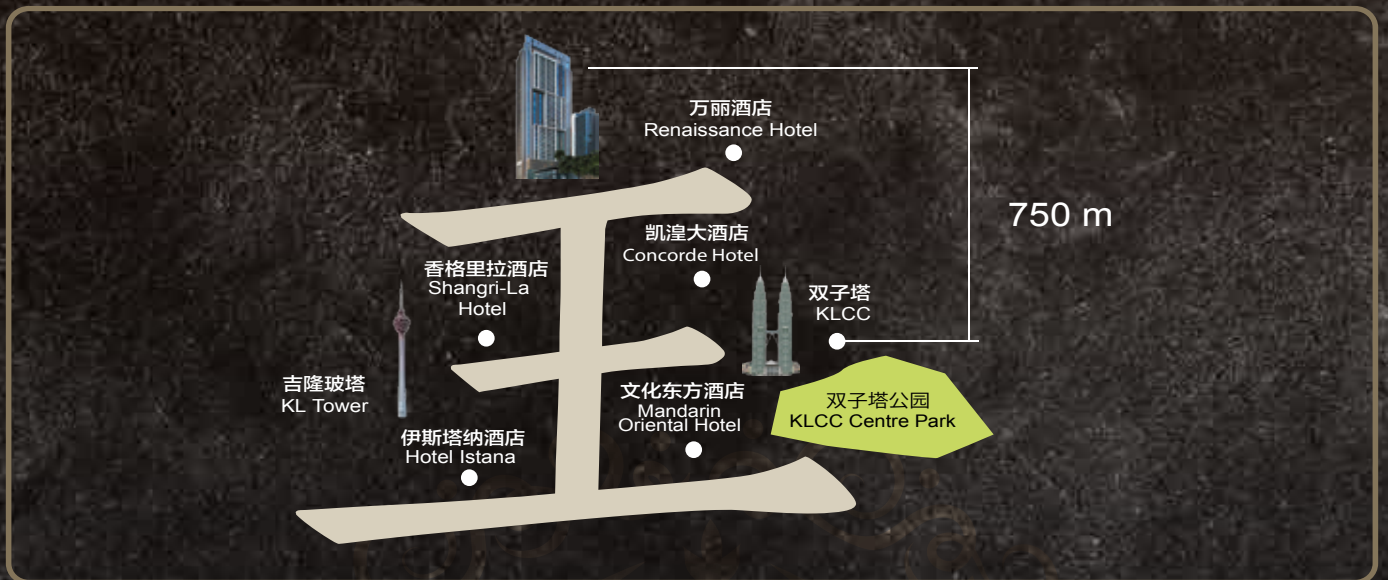 万丽酒店
Renaissance Hotel
750 m
凯湟大酒店
Concorde Hotel
香格里拉酒店
Shangri-La
Hotel
双子塔
KLCC
吉隆玻塔
KL Tower
文化东方酒店
Mandarin
Oriental Hotel
双子塔公园
KLCC Centre Park
伊斯塔纳酒店
Hotel Istana
王